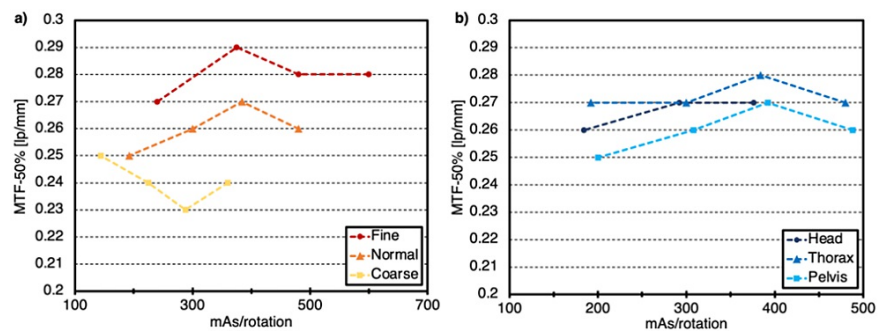 a)
0.3
0.29
0.28
0.27
0.26
0.25
0.24
0.23
0.22
0.21
0.2
MTF-50% [lp/mm]
100 300 500 700
mAs/rotation
Fine
Normal
Coarse
b)
0.3
0.29
0.28
0.27
0.26
0.25
0.24
0.23
0.22
0.21
0.2
MTF-50% [lp/mm]
100 200 300 400 500
mAs/rotation
Head
Thorax
Pelvis